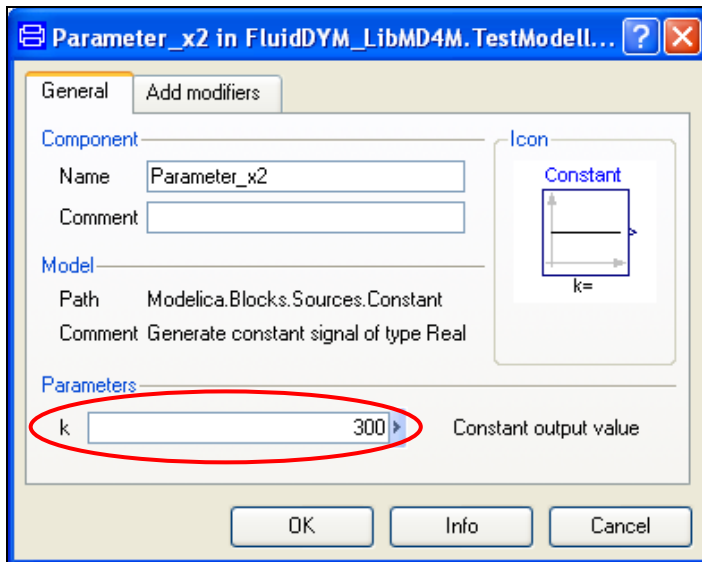 Parameter_x2 in FluidDYM_LibMD4M.TestModell... ?
General Add modifiers
Component
Name Parameter_x2
Comment
Icon
Constant
k=
Model
Path Modelica.Blocks.Sources.Constant
Comment Generate constant signal of type Real
Parameters
k 300 Constant output value
OK Info Cancel